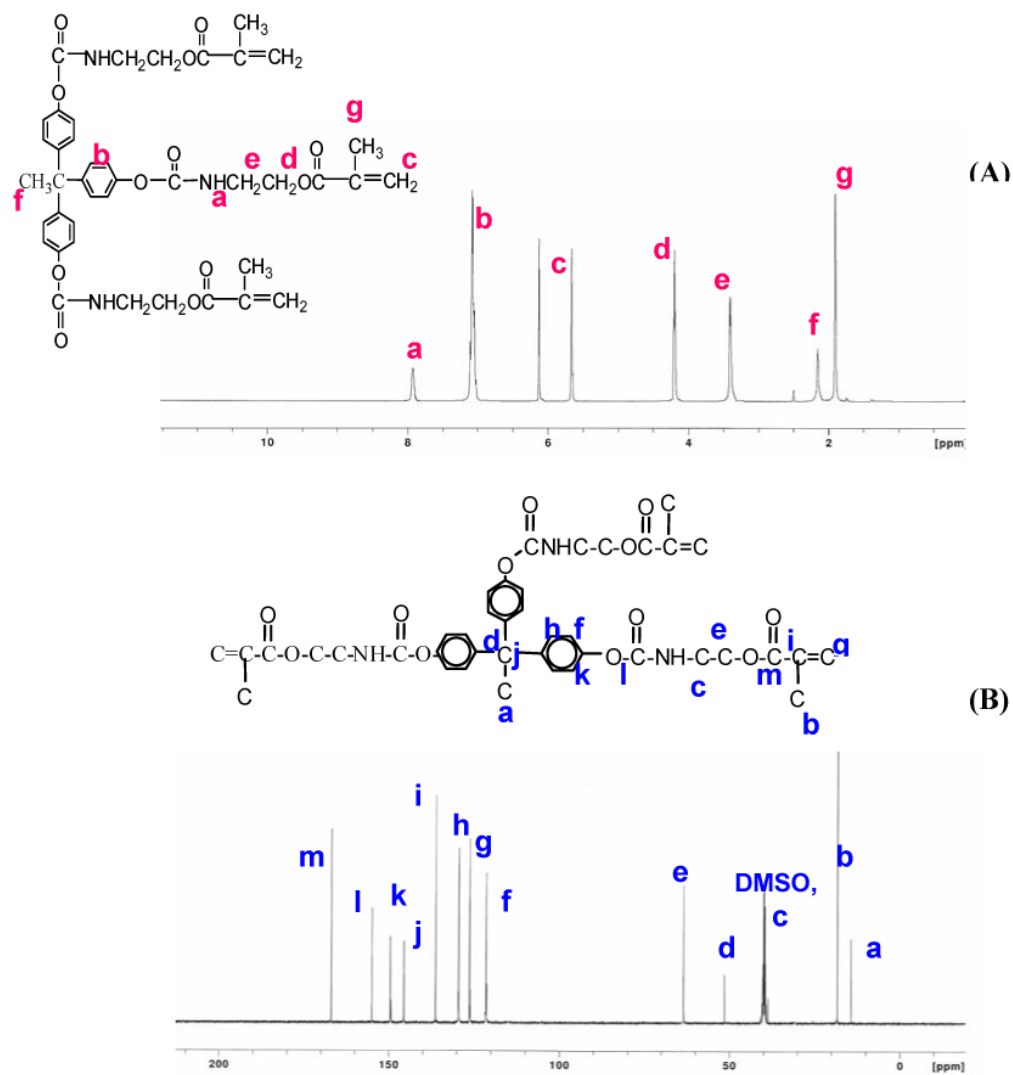 O
CH₃
O
C
NHCH₂CH₂OC
CH₂
O
g
b
O
e
d
O
CH₃
c
(A)
g
CH₃
C
O
C
NHCH₂CH₂OC
CH₂
f
a
b
c
d
e
f
a
O
CH₃
O
C
NHCH₂CH₂OC
CH₂
O
10
8
6
4
2
[ppm]
O
O
C
CNHC-C-OC
=C
O
O
O
O
e
O
i
h
f
d
C
j
C=
C-O-C-C-NH-C-O
O-C-NH-C-C-O-C
C
q
k
l
c
m
C
C
C
a
b
(B)
i
h
g
m
b
k
e
DMSO,
l
f
c
j
d
a
200
150
100
50
0
[ppm]